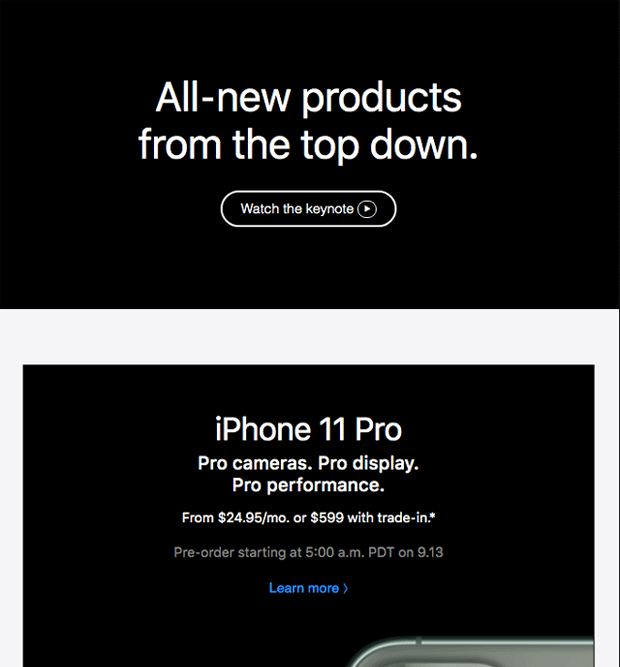 All-new products
from the top down.
Watch the keynote
iPhone 11 Pro
Pro cameras. Pro display.
Pro performance.
From $24.95/mo. or $599 with trade-in.*
Pre-order starting at 5:00 a.m. PDT on 9.13
Learn more 〉